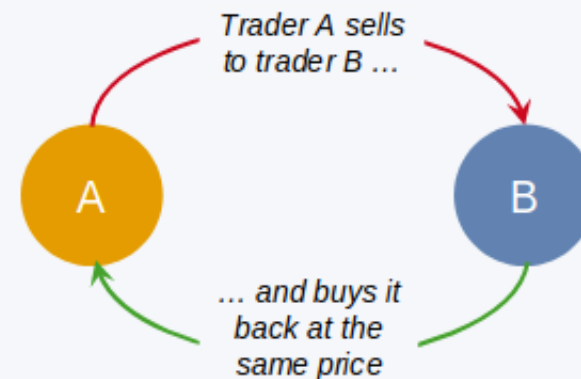 Trader A sells
to trader B ...
A
B
... and buys it
back at the
same price